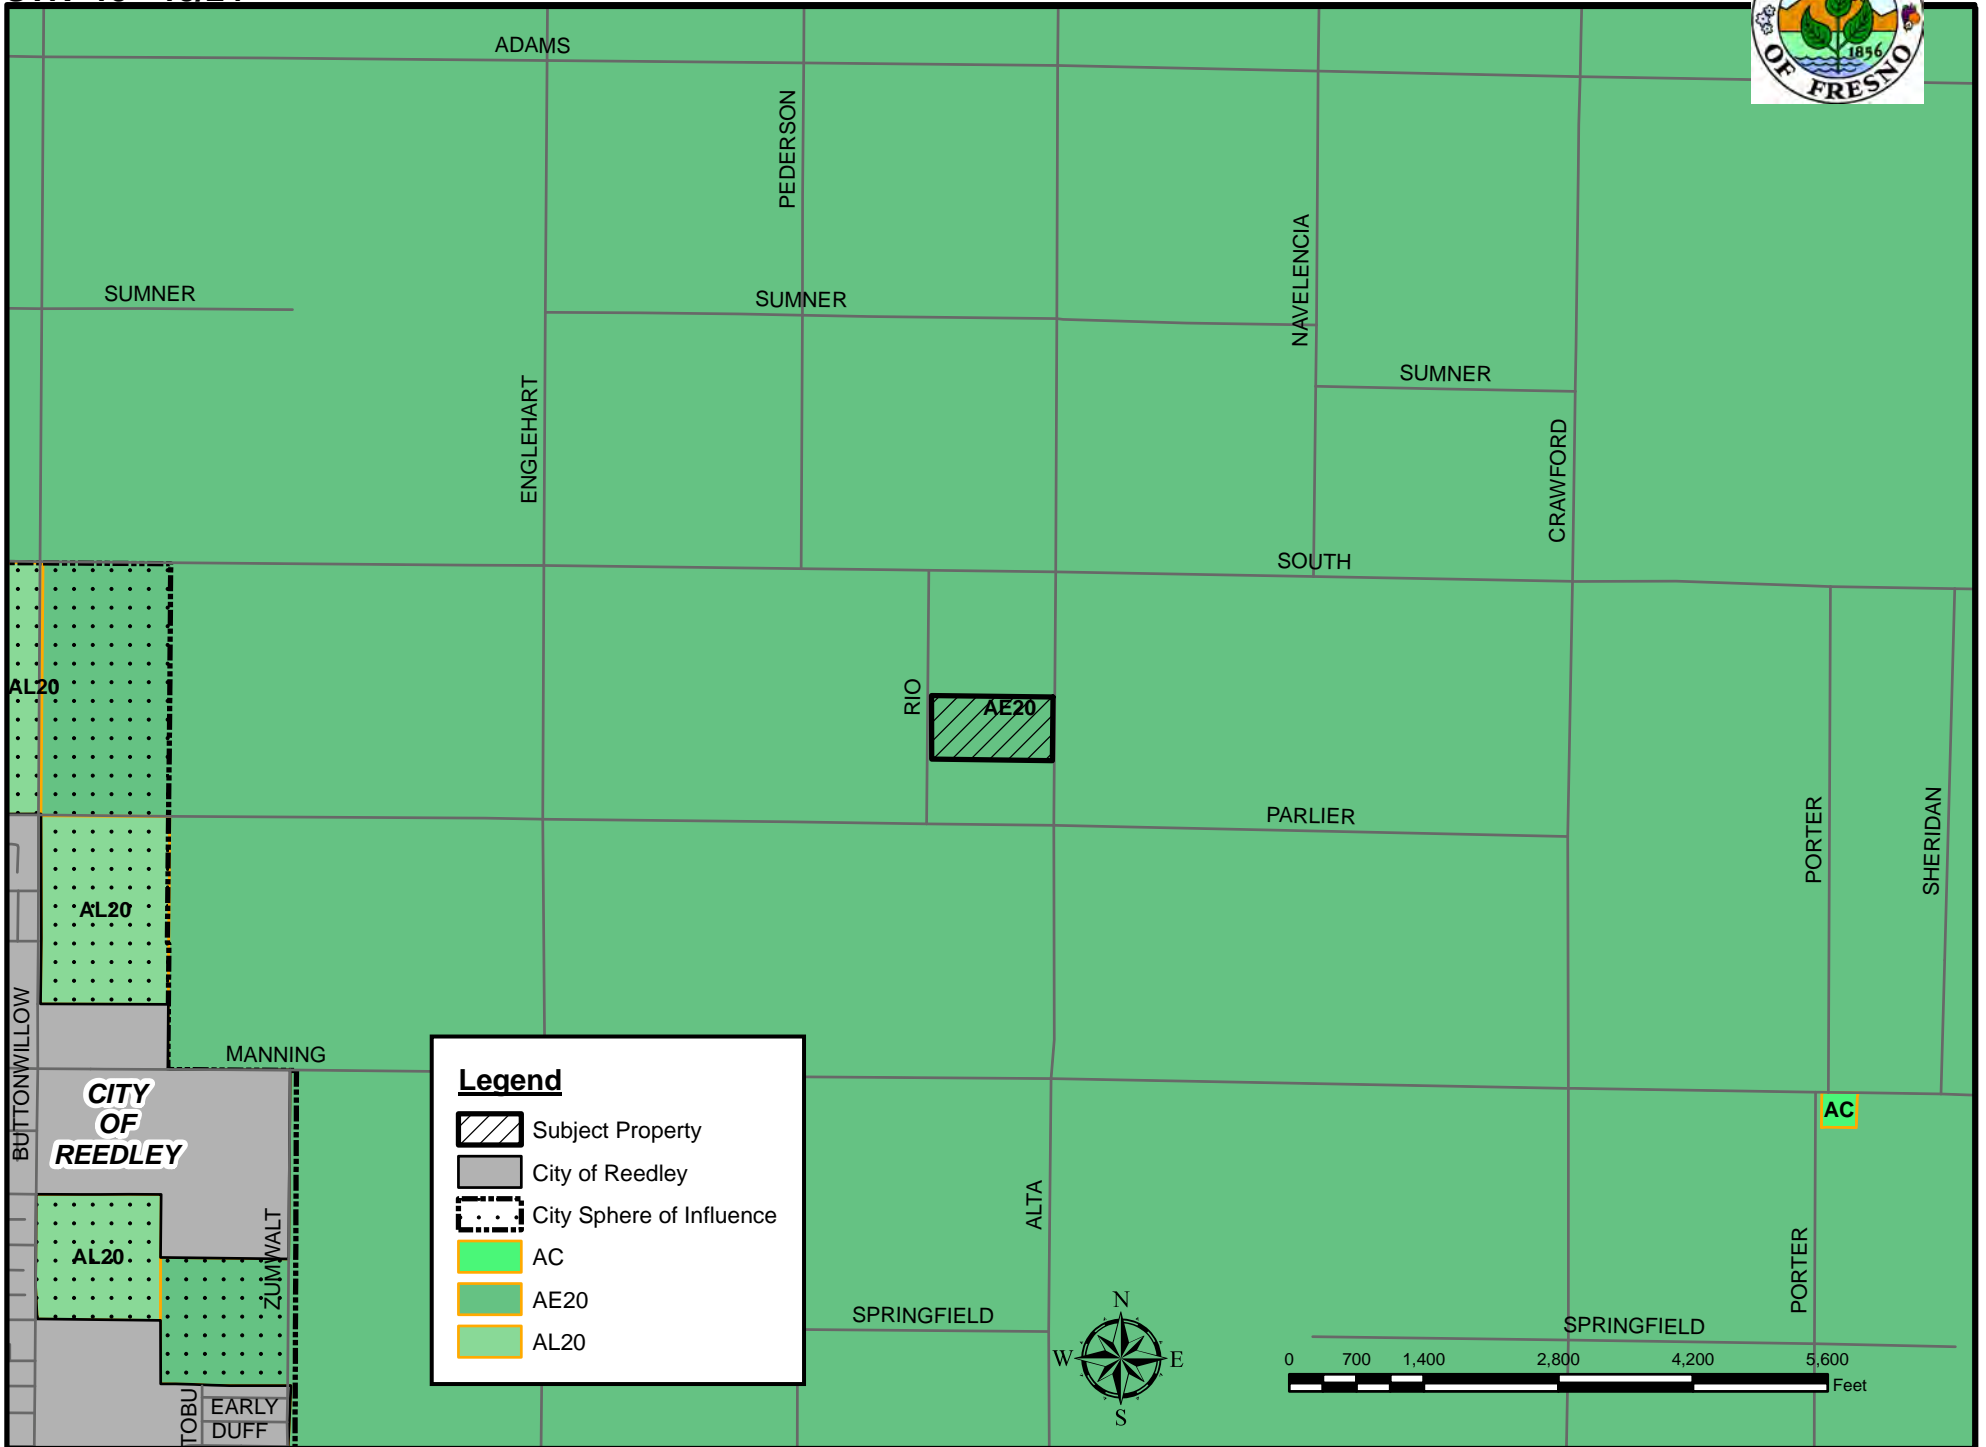 1856
OF FRESNO
ADAMS
PEDERSON
NAVELENCIA
SUMNER
SUMNER
SUMNER
ENGLEHART
CRAWFORD
SOUTH
AL20
RIO
AE20
PARLIER
PORTER
SHERIDAN
AL20
BUTTONWILLOW
MANNING
CITY
OF
REEDLEY
AC
Legend
Subject Property
City of Reedley
City Sphere of Influence
AC
AE20
AL20
ALTA
ZUMWALT
AL20
PORTER
SPRINGFIELD
SPRINGFIELD
N
W E
S
0 700 1,400 2,800 4,200 5,600
Feet
TOBU
EARLY
DUFF